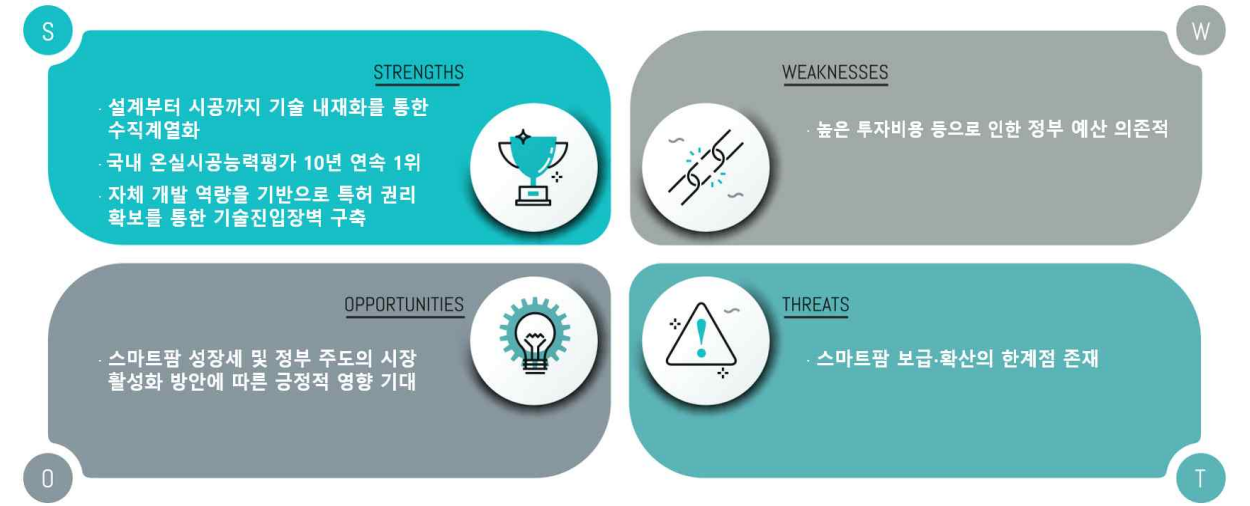 S
STRENGTHS
· 설계부터 시공까지 기술 내재화를 통한
수직계열화
· 국내 온실시공능력평가 10년 연속 1위
· 자체 개발 역량을 기반으로 특허 권리
확보를 통한 기술진입장벽 구축
W
WEAKNESSES
· 높은 투자비용 등으로 인한 정부 예산 의존적
O
OPPORTUNITIES
· 스마트팜 성장세 및 정부 주도의 시장
활성화 방안에 따른 긍정적 영향 기대
T
THREATS
· 스마트팜 보급·확산의 한계점 존재